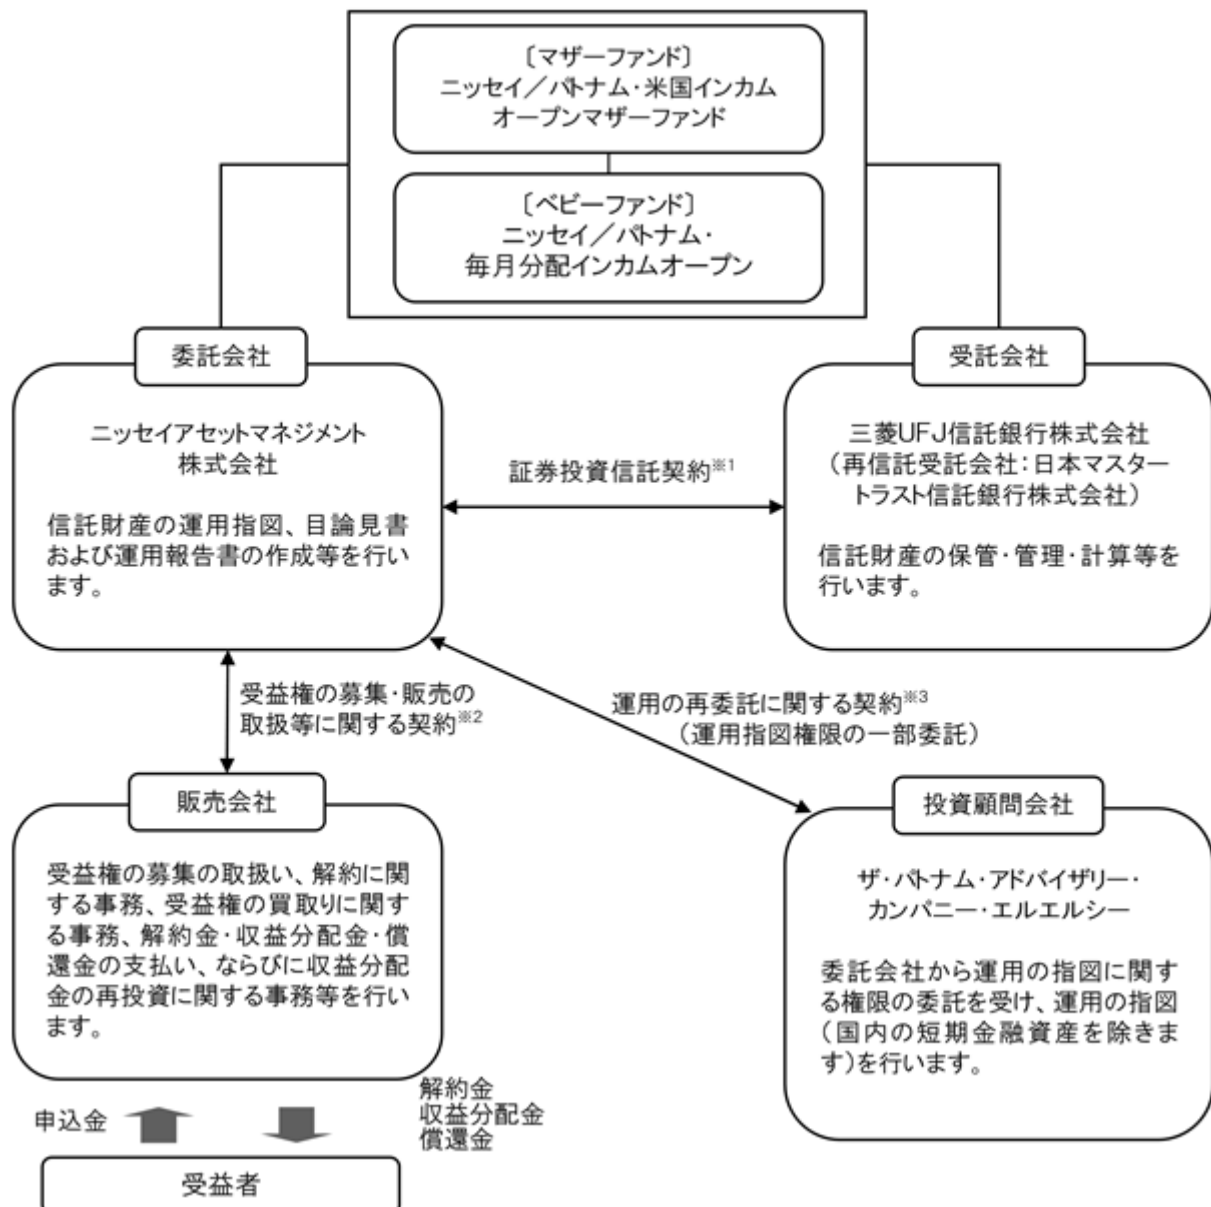 〔マザーファンド〕
ニッセイ／パトナム・米国インカム
オープンマザーファンド
〔ベビーファンド〕
ニッセイ／パトナム・
毎月分配インカムオープン
委託会社
ニッセイアセットマネジメント
株式会社
信託財産の運用指図、目論見書
および運用報告書の作成等を行い
ます。
証券投資信託契約※1
受託会社
三菱UFJ信託銀行株式会社
（再信託受託会社：日本マスター
トラスト信託銀行株式会社）
信託財産の保管・管理・計算等を
行います。
受益権の募集・販売の
取扱等に関する契約※2
運用の再委託に関する契約※3
（運用指図権限の一部委託）
販売会社
受益権の募集の取扱い、解約に関
する事務、受益権の買取りに関す
る事務、解約金・収益分配金・償
還金の支払い、ならびに収益分配
金の再投資に関する事務等を行い
ます。
投資顧問会社
ザ・パトナム・アドバイザリー・
カンパニー・エルエルシー
委託会社から運用の指図に関す
る権限の委託を受け、運用の指図
（国内の短期金融資産を除きま
す）を行います。
申込金
解約金
収益分配金
償還金
受益者